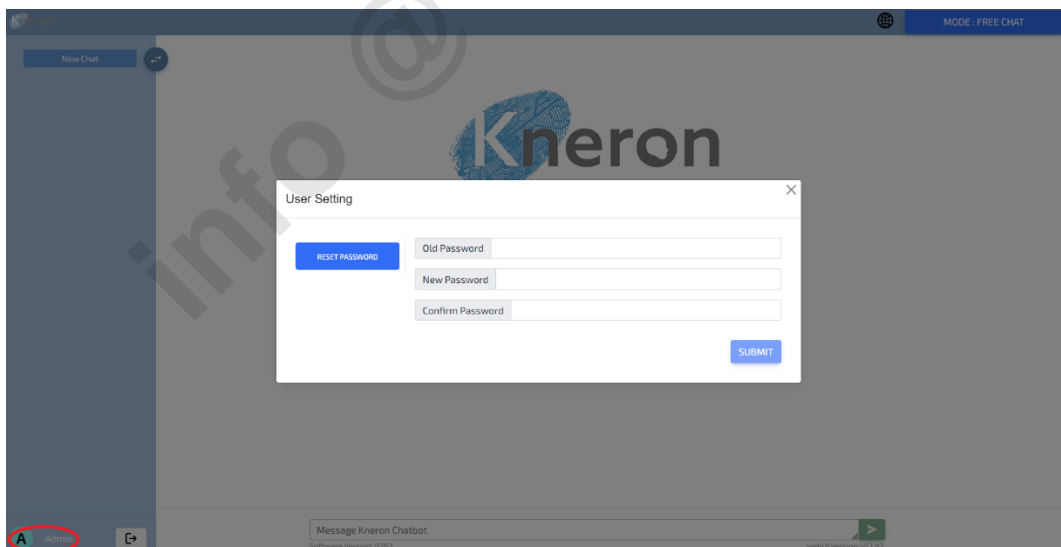 Kneron
MODE : FREE CHAT
New Chat
Kneron
User Setting
RESET PASSWORD
Old Password
New Password
Confirm Password
SUBMIT
A Admin
Message Kneron Chatbot
info @